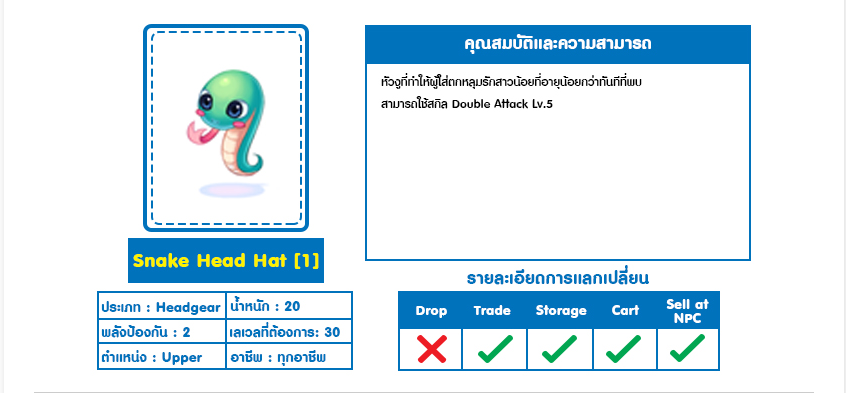 คุณสมบัติและความสามารถ
หัวงูที่ทำให้ผู้ใส่ตกหลุมรักสาวน้อยที่อายุน้อยกว่าทันทีที่พบ
สามารถใช้สกิล Double Attack Lv.5
Snake Head Hat [1]
ประเภท : Headgear น้ำหนัก : 20
พลังป้องกัน : 2 เลเวลที่ต้องการ: 30
ตำแหน่ง : Upper อาชีพ : ทุกอาชีพ
รายละเอียดการแลกเปลี่ยน
Drop Trade Storage Cart Sell at
NPC